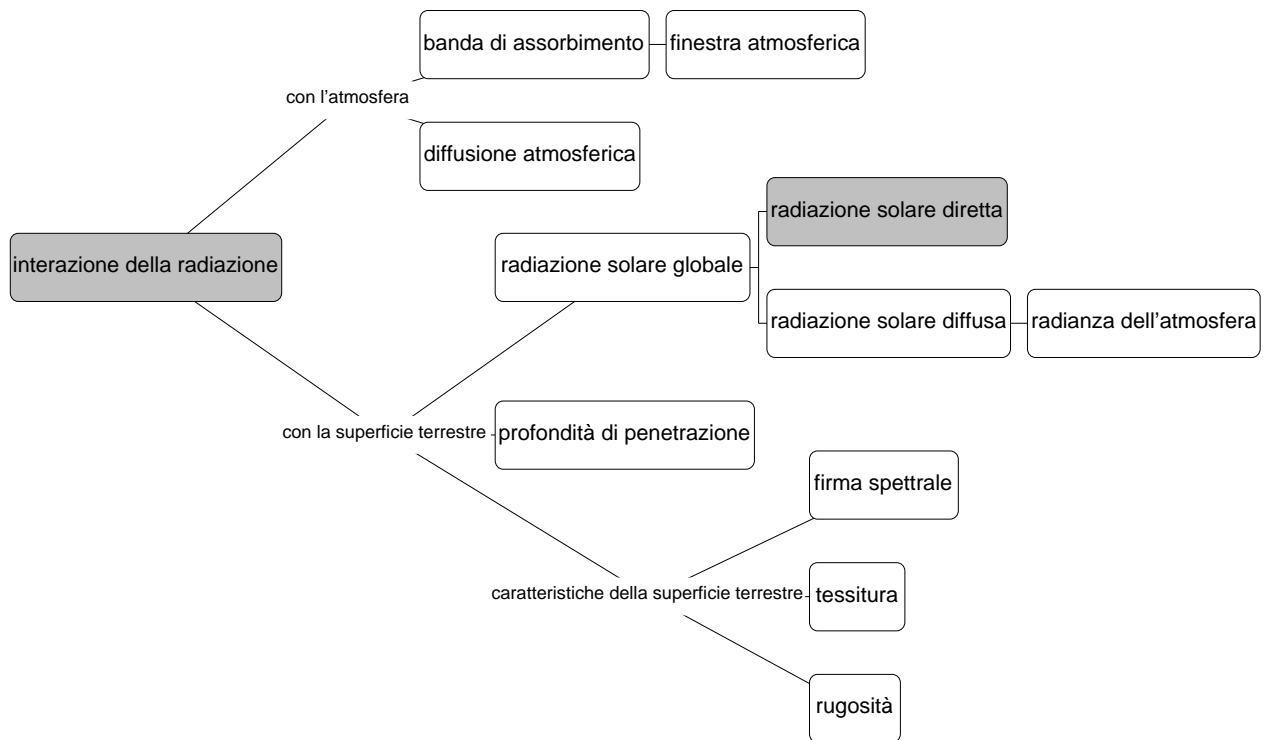 banda di assorbimento
finestra atmosferica
con l'atmosfera
diffusione atmosferica
radiazione solare diretta
interazione della radiazione
radiazione solare globale
radiazione solare diffusa
radianza dell'atmosfera
con la superficie terrestre
profondità di penetrazione
firma spettrale
caratteristiche della superficie terrestre
tessitura
rugosità